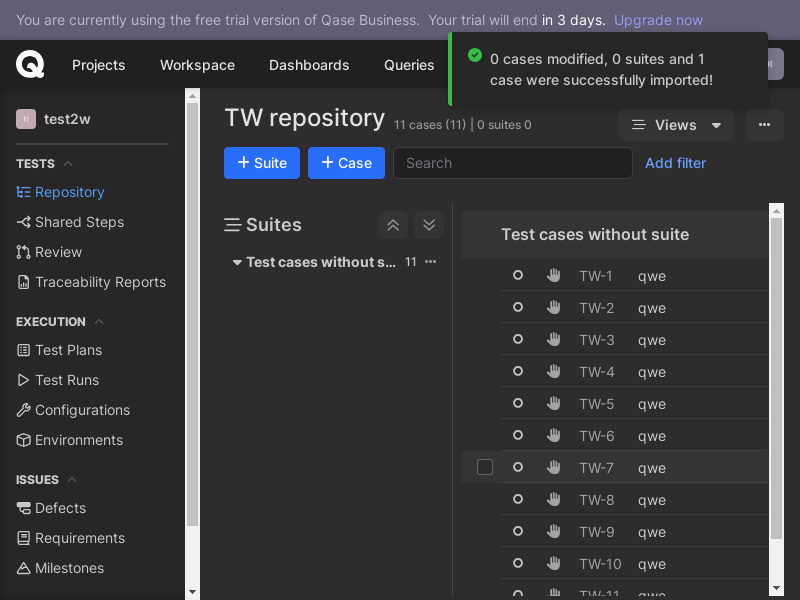 You are currently using the free trial version of Qase Business. Your trial will end in 3 days. Upgrade now
Projects Workspace Dashboards Queries
0 cases modified, 0 suites and 1
case were successfully imported!
test2w
TESTS
Repository
Shared Steps
Review
Traceability Reports
EXECUTION
Test Plans
Test Runs
Configurations
Environments
ISSUES
Defects
Requirements
Milestones
TW repository 11 cases (11) | 0 suites 0
Views
+ Suite + Case Search Add filter
Suites
Test cases without s... 11
Test cases without suite
TW-1 qwe
TW-2 qwe
TW-3 qwe
TW-4 qwe
TW-5 qwe
TW-6 qwe
TW-7 qwe
TW-8 qwe
TW-9 qwe
TW-10 qwe
TW-11 qwe